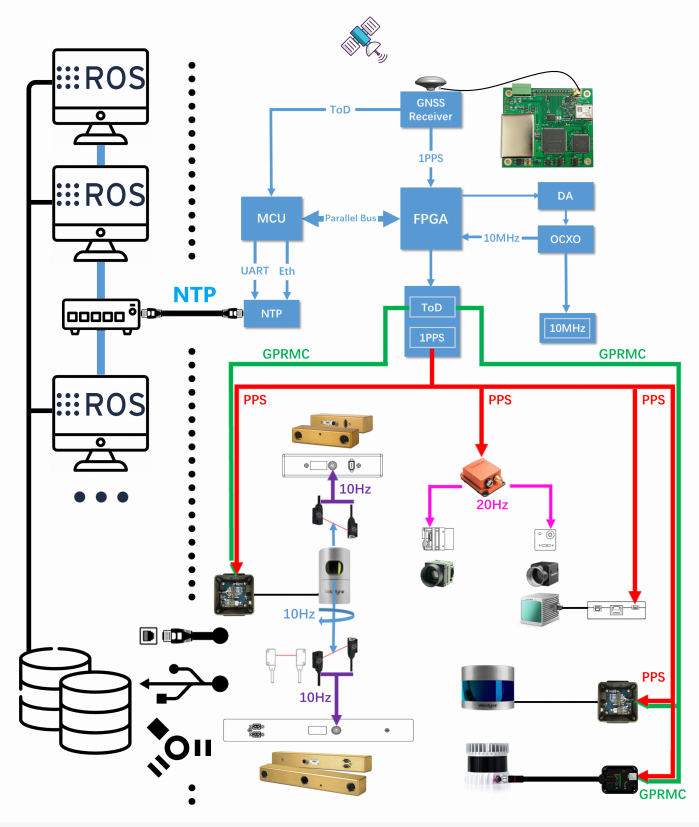 ROS
ROS
NTP
ROS
ToD
GNSS
Receiver
1PPS
MCU
Parallel Bus
FPGA
DA
10MHz
OCXO
UART
Eth
NTP
ToD
1PPS
10MHz
GPRMC
GPRMC
PPS
PPS
PPS
10Hz
20Hz
10Hz
10Hz
PPS
GPRMC